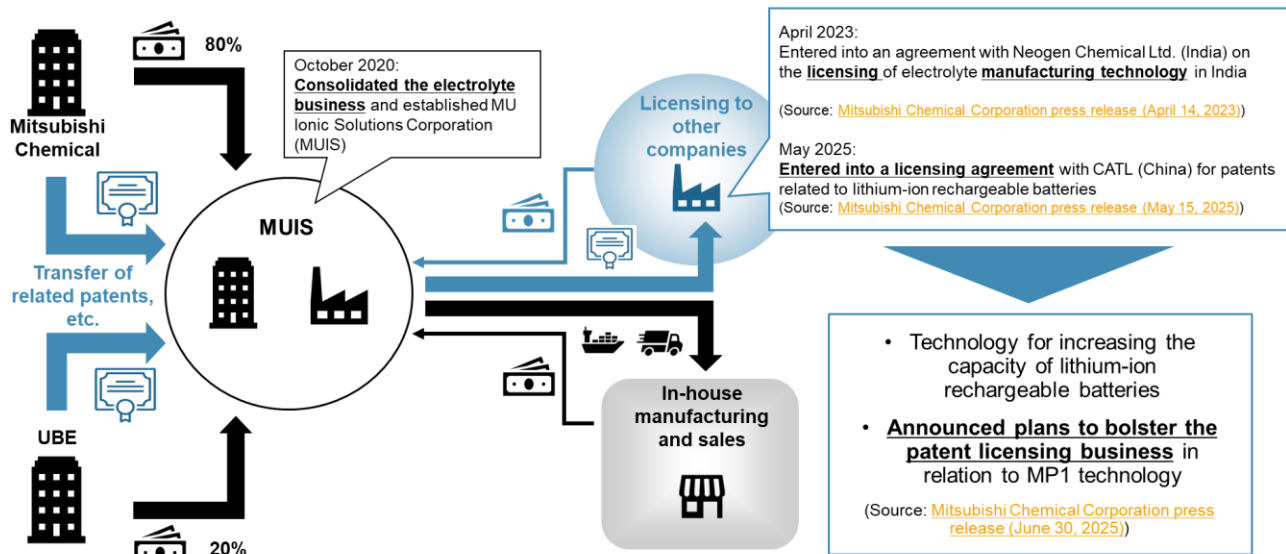 80%
Mitsubishi
Chemical
October 2020:
Consolidated the electrolyte
business and established MU
Ionic Solutions Corporation
(MUIS)
MUIS
Transfer of
related patents,
etc.
UBE
20%
Licensing to
other
companies
In-house
manufacturing
and sales
April 2023:
Entered into an agreement with Neogen Chemical Ltd. (India) on
the licensing of electrolyte manufacturing technology in India
(Source: Mitsubishi Chemical Corporation press release (April 14, 2023))
May 2025:
Entered into a licensing agreement with CATL (China) for patents
related to lithium-ion rechargeable batteries
(Source: Mitsubishi Chemical Corporation press release (May 15, 2025))
• Technology for increasing the
capacity of lithium-ion
rechargeable batteries
• Announced plans to bolster the
patent licensing business in
relation to MP1 technology
(Source: Mitsubishi Chemical Corporation press
release (June 30, 2025))